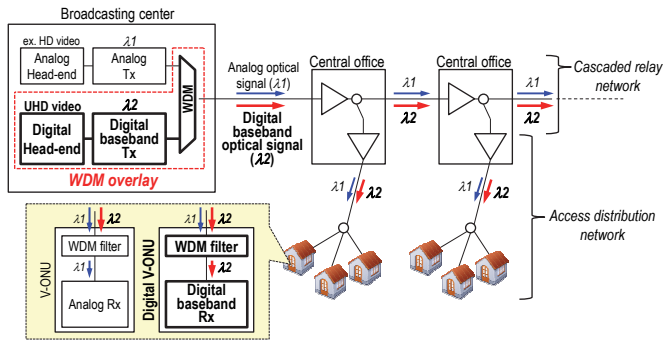 Broadcasting center
ex. HD video
λ1
Analog
Head-end
Analog
Tx
WDM
UHD video
λ2
Digital
Head-end
Digital
baseband
Tx
WDM overlay
Analog optical
signal (λ1)
Digital
baseband
optical signal
(λ2)
Central office
λ1
λ2
Central office
λ1
λ2
Cascaded relay
network
λ1
λ2
λ1
λ2
Access distribution
network
V-ONU
λ1
λ2
WDM filter
λ1
Analog Rx
Digital V-ONU
λ1
λ2
WDM filter
λ2
Digital
baseband
Rx